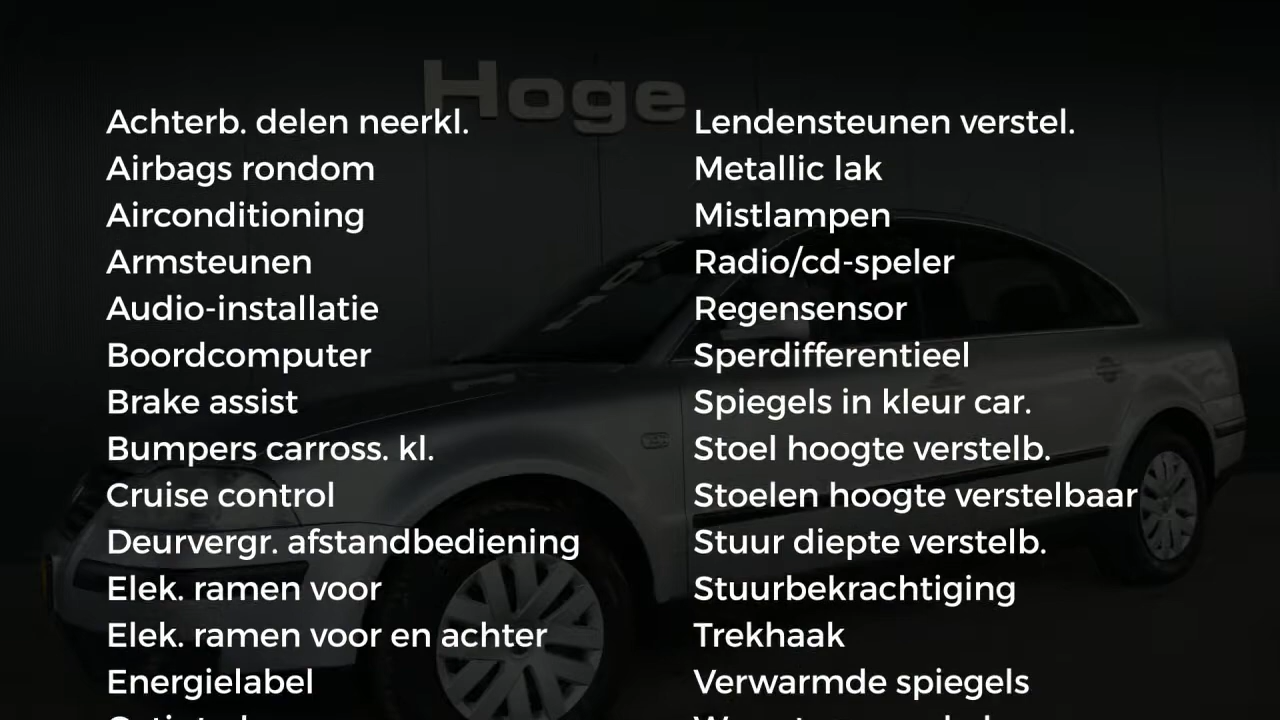 Hoge
Achterb. delen neerkl.
Airbags rondom
Airconditioning
Armsteunen
Audio-installatie
Boordcomputer
Brake assist
Bumpers carross. kl.
Cruise control
Deurvergr. afstandbediening
Elek. ramen voor
Elek. ramen voor en achter
Energielabel
Lendensteunen verstel.
Metallic lak
Mistlampen
Radio/cd-speler
Regensensor
Sperdifferentieel
Spiegels in kleur car.
Stoel hoogte verstelb.
Stoelen hoogte verstelbaar
Stuur diepte verstelb.
Stuurbekrachtiging
Trekhaak
Verwarmde spiegels